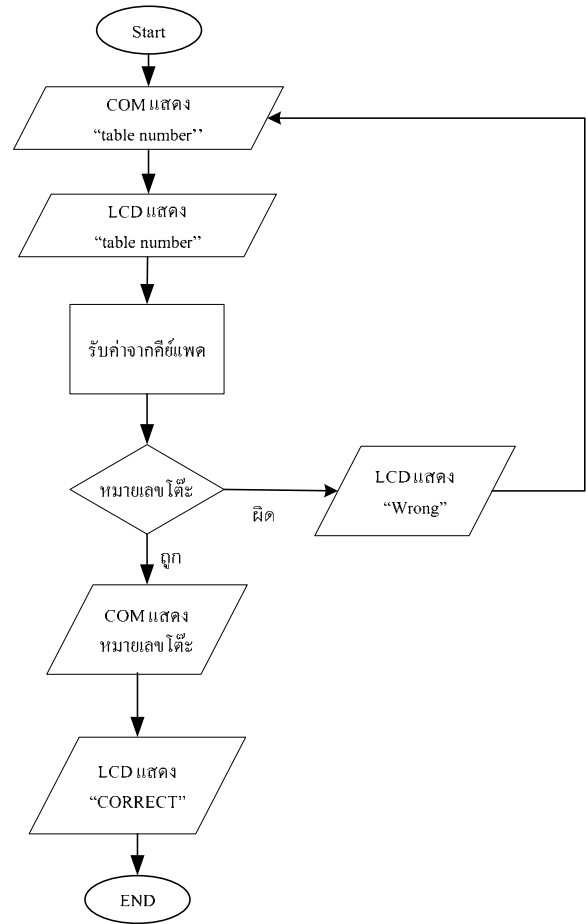 Start
COM แสดง
“table number’’
LCD แสดง
“table number”
รับค่าจากคีย์แพด
หมายเลขโต๊ะ
ผิด
LCD แสดง
“Wrong”
ถูก
COM แสดง
หมายเลขโต๊ะ
LCD แสดง
“CORRECT”
END